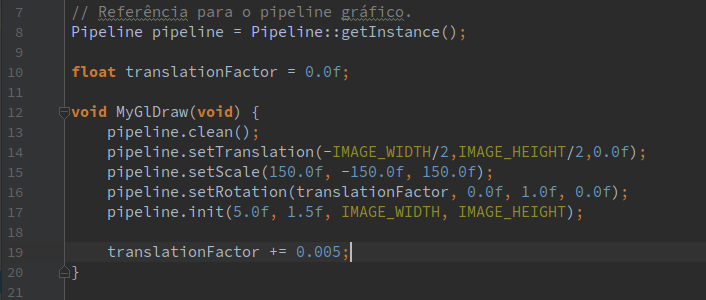 7 // Referência para o pipeline gráfico.
8 Pipeline pipeline = Pipeline::getInstance();
9
10 float translationFactor = 0.0f;
11
12 void MyGlDraw(void) {
13 pipeline.clean();
14 pipeline.setTranslation(-IMAGE_WIDTH/2,IMAGE_HEIGHT/2,0.0f);
15 pipeline.setScale(150.0f, -150.0f, 150.0f);
16 pipeline.setRotation(translationFactor, 0.0f, 1.0f, 0.0f);
17 pipeline.init(5.0f, 1.5f, IMAGE_WIDTH, IMAGE_HEIGHT);
18
19 translationFactor += 0.005;
20 }
21